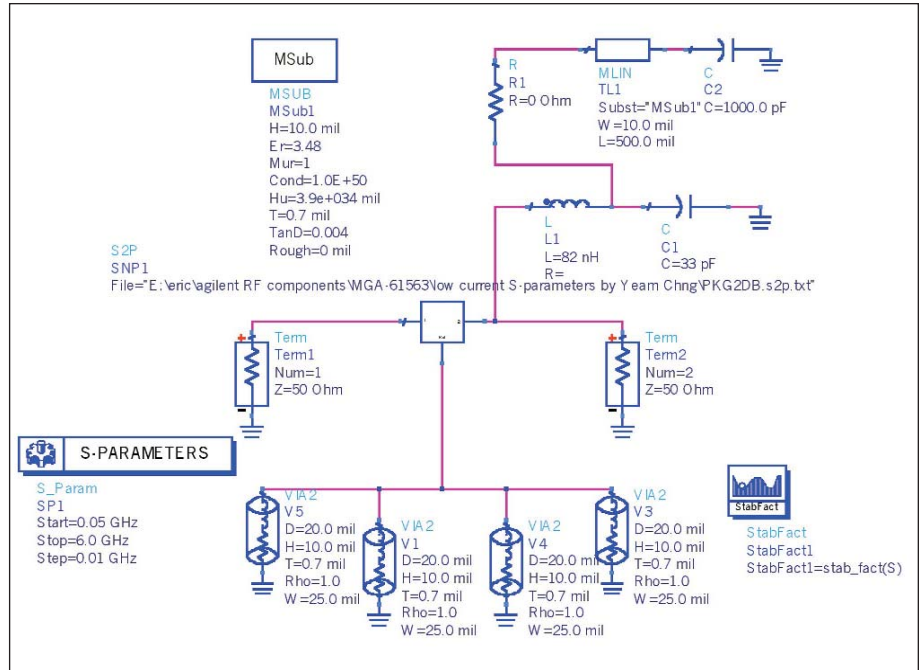 MSub
MSUB
MSub1
H=10.0 mil
Er=3.48
Mur=1
Cond=1.0E+50
Hu=3.9e+034 mil
T=0.7 mil
TanD=0.004
Rough=0 mil
R
R1
R=0 Ohm
MLIN
TL1
Subst="MSub1"
W=10.0 mil
L=500.0 mil
C
C2
C=1000.0 pF
L
L1
L=82 nH
R=
C
C1
C=33 pF
S2P
SNP1
File="E:\eric\agilent RF components\MGA-61563\low current S-parameters by Yeam Chng\PKG2DB.s2p.txt"
Term
Term1
Num=1
Z=50 Ohm
Term
Term2
Num=2
Z=50 Ohm
S-PARAMETERS
S_Param
SP1
Start=0.05 GHz
Stop=6.0 GHz
Step=0.01 GHz
VIA2
V5
D=20.0 mil
H=10.0 mil
T=0.7 mil
Rho=1.0
W=25.0 mil
VIA2
V1
D=20.0 mil
H=10.0 mil
T=0.7 mil
Rho=1.0
W=25.0 mil
VIA2
V4
D=20.0 mil
H=10.0 mil
T=0.7 mil
Rho=1.0
W=25.0 mil
VIA2
V3
D=20.0 mil
H=10.0 mil
T=0.7 mil
Rho=1.0
W=25.0 mil
StabFact
StabFact
StabFact1
StabFact1=stab_fact(S)